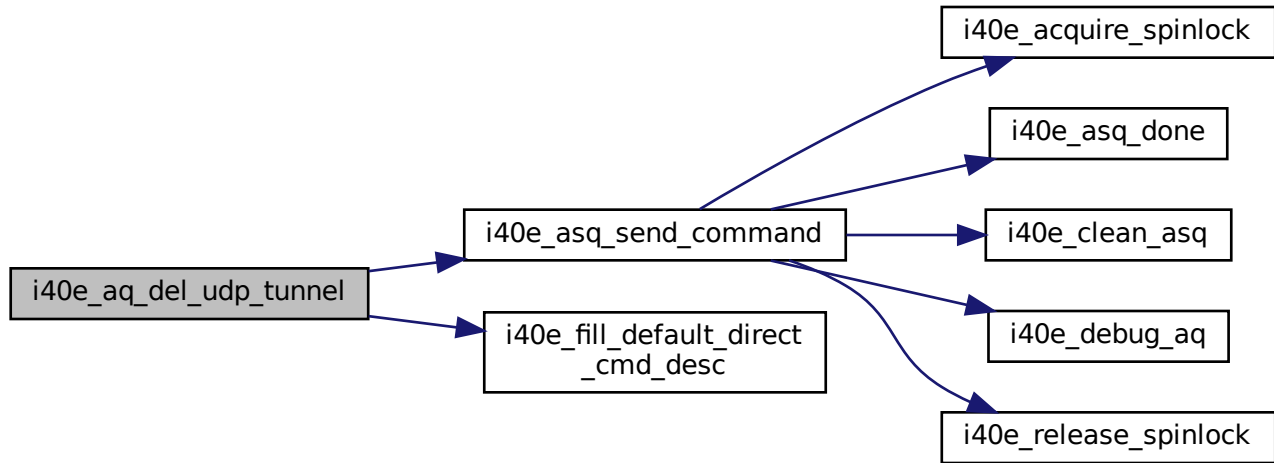 i40e_acquire_spinlock
i40e_asq_done
i40e_asq_send_command
i40e_clean_asq
i40e_aq_del_udp_tunnel
i40e_fill_default_direct
_cmd_desc
i40e_debug_aq
i40e_release_spinlock